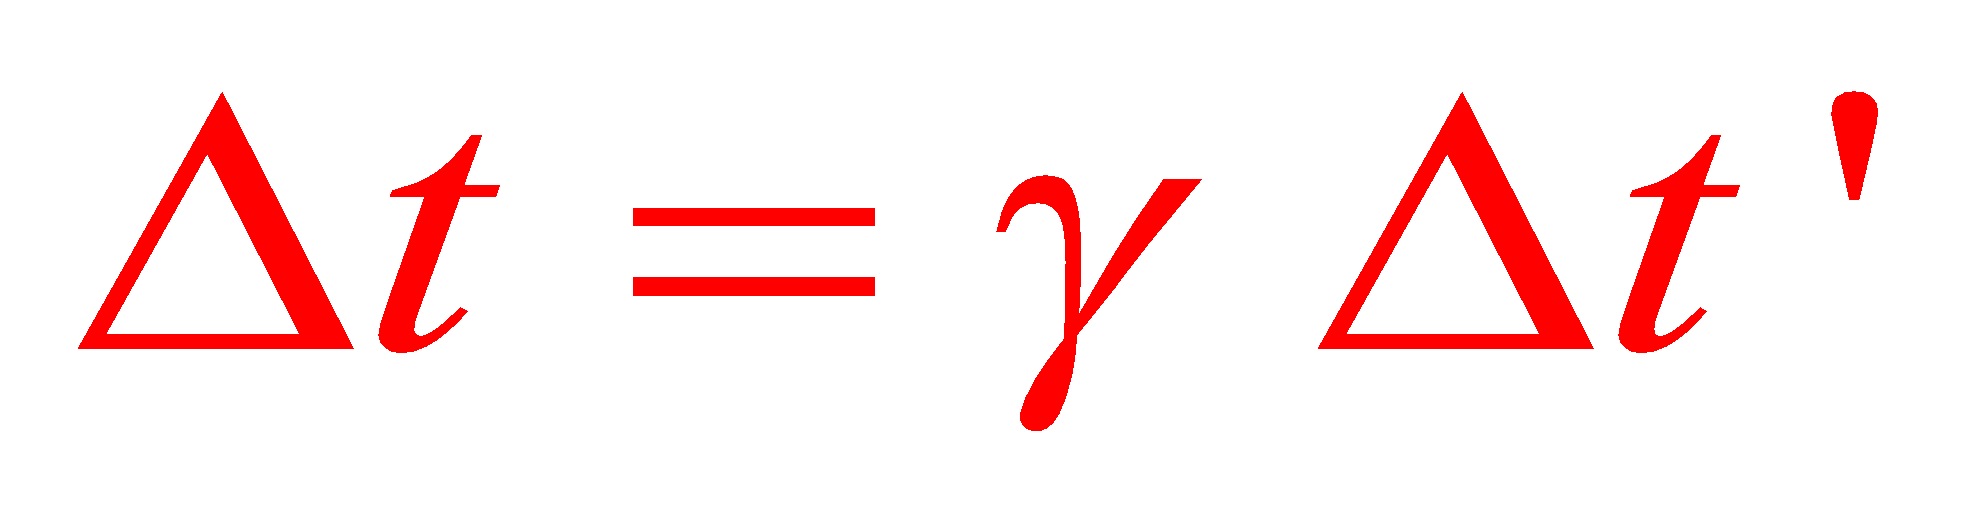 Δt = γ Δt '